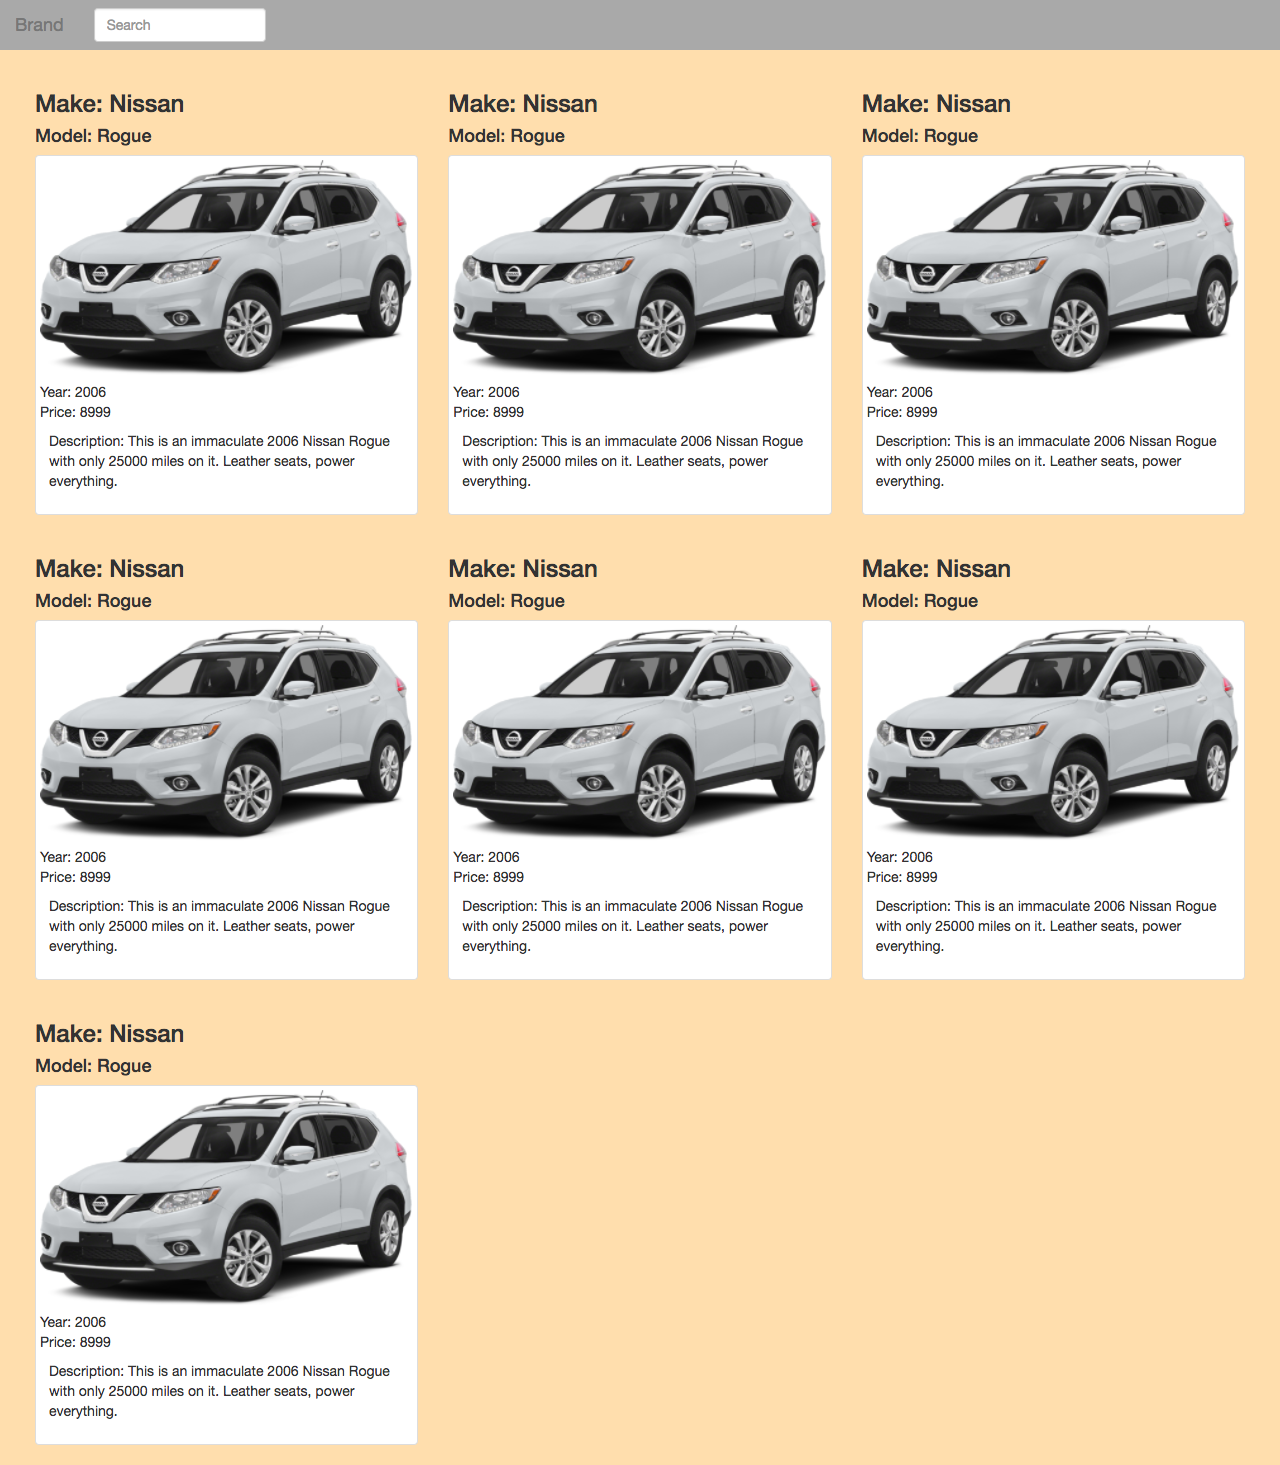 Brand Search
Make: Nissan
Model: Rogue
Year: 2006
Price: 8999
Description: This is an immaculate 2006 Nissan Rogue
with only 25000 miles on it. Leather seats, power
everything.
Make: Nissan
Model: Rogue
Year: 2006
Price: 8999
Description: This is an immaculate 2006 Nissan Rogue
with only 25000 miles on it. Leather seats, power
everything.
Make: Nissan
Model: Rogue
Year: 2006
Price: 8999
Description: This is an immaculate 2006 Nissan Rogue
with only 25000 miles on it. Leather seats, power
everything.
Make: Nissan
Model: Rogue
Year: 2006
Price: 8999
Description: This is an immaculate 2006 Nissan Rogue
with only 25000 miles on it. Leather seats, power
everything.
Make: Nissan
Model: Rogue
Year: 2006
Price: 8999
Description: This is an immaculate 2006 Nissan Rogue
with only 25000 miles on it. Leather seats, power
everything.
Make: Nissan
Model: Rogue
Year: 2006
Price: 8999
Description: This is an immaculate 2006 Nissan Rogue
with only 25000 miles on it. Leather seats, power
everything.
Make: Nissan
Model: Rogue
Year: 2006
Price: 8999
Description: This is an immaculate 2006 Nissan Rogue
with only 25000 miles on it. Leather seats, power
everything.